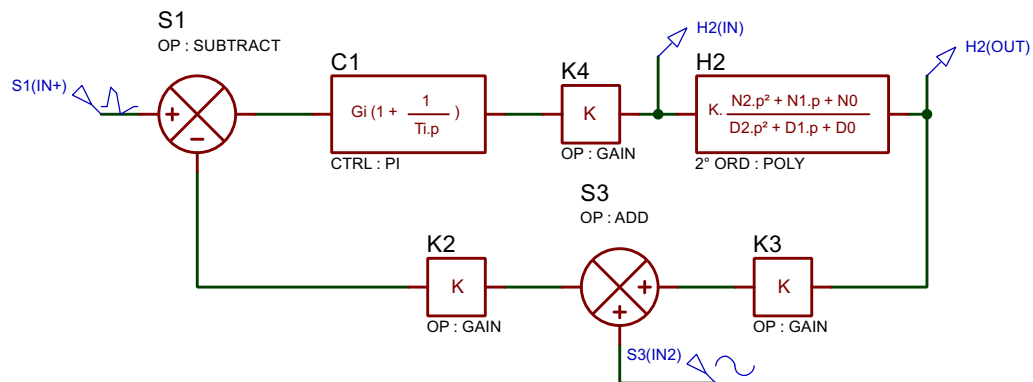 S1
OP : SUBTRACT
S1(IN+)
+
−
C1
Gi (1 + 1 / Ti.p )
CTRL : PI
K4
K
OP : GAIN
H2(IN)
H2
K. N2.p² + N1.p + N0
D2.p² + D1.p + D0
2° ORD : POLY
H2(OUT)
S3
OP : ADD
K2
K
OP : GAIN
+
+
K3
K
OP : GAIN
S3(IN2)